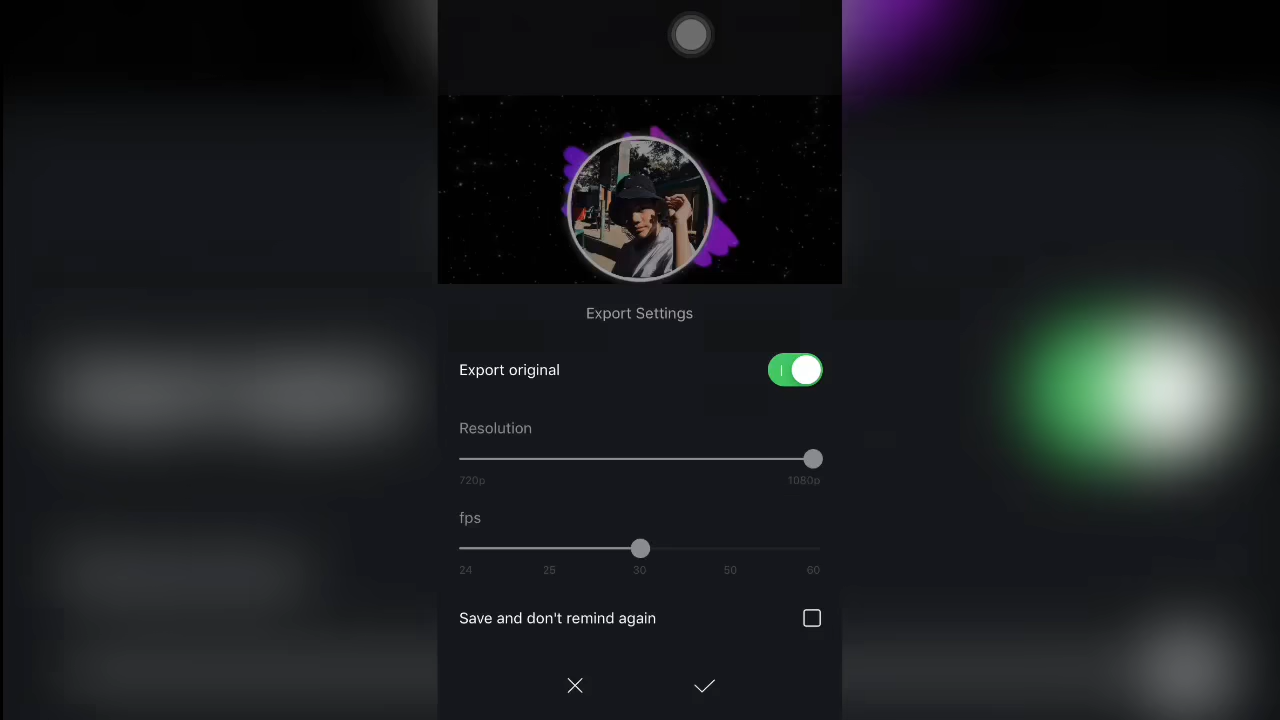 Export Settings
Export original
Resolution
720p 1080p
fps
24 25 30 50 60
Save and don't remind again